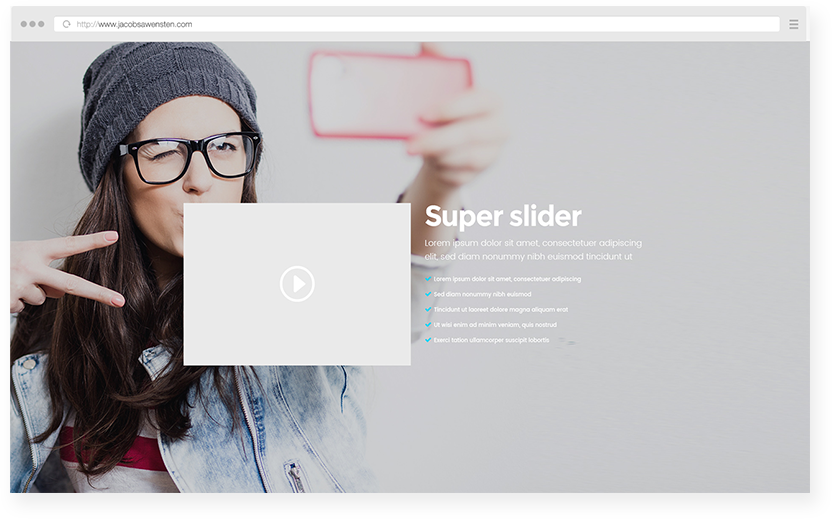 http://www.jacobsawensten.com
Super slider
Lorem ipsum dolor sit amet, consectetuer adipiscing
elit, sed diam nonummy nibh euismod tincidunt ut
Lorem ipsum dolor sit amet, consectetuer adipiscing
Sed diam nonummy nibh euismod
Tincidunt ut laoreet dolore magna aliquam erat
Ut wisi enim ad minim veniam, quis nostrud
Exerci tation ullamcorper suscipit lobortis